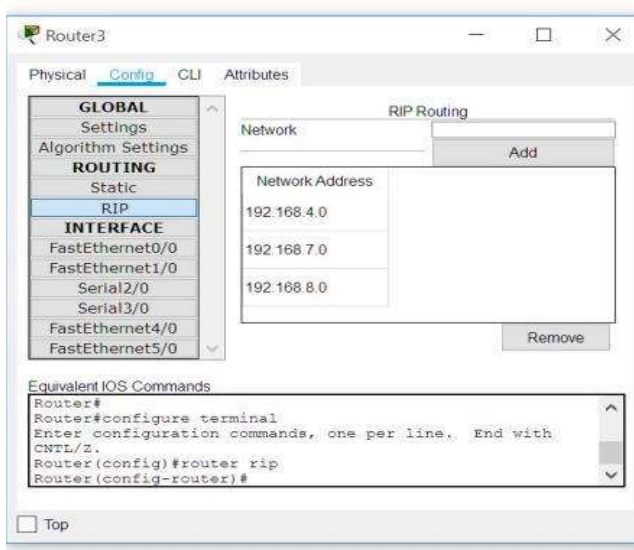 Router3
Physical Config CLI Attributes
GLOBAL
Settings
Algorithm Settings
ROUTING
Static
RIP
INTERFACE
FastEthernet0/0
FastEthernet1/0
Serial2/0
Serial3/0
FastEthernet4/0
FastEthernet5/0
RIP Routing
Network
Add
Network Address
192.168.4.0
192.168.7.0
192.168.8.0
Remove
Equivalent IOS Commands
Router#
Router#configure terminal
Enter configuration commands, one per line. End with
CNTL/Z.
Router(config)#router rip
Router(config-router)#
Top